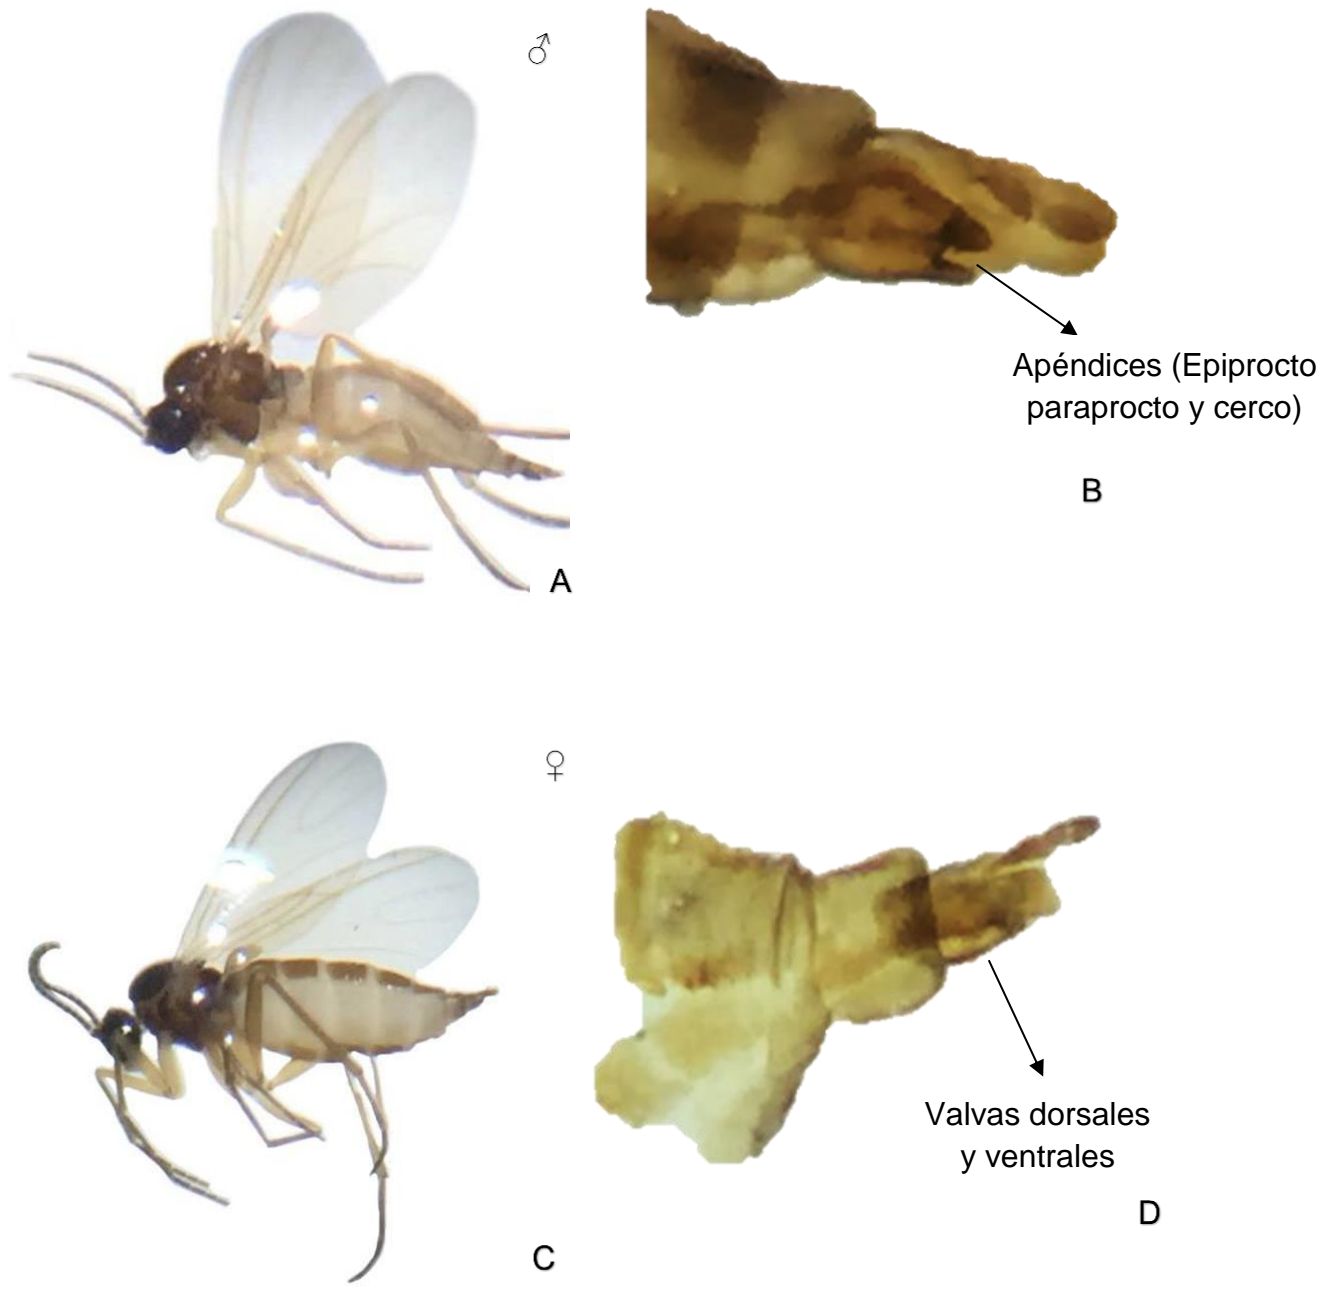 ♂
Apéndices (Epiprocto
paraprocto y cerco)
B
A
♀
Valvas dorsales
y ventrales
D
C